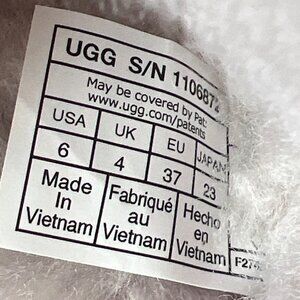 UGG S/N 110687
May be covered by Pat:
www.ugg.com/patents
USA UK EU JAPAN
6 4 37 23
Made Fabriqué Hecho
In au en
Vietnam Vietnam Vietnam